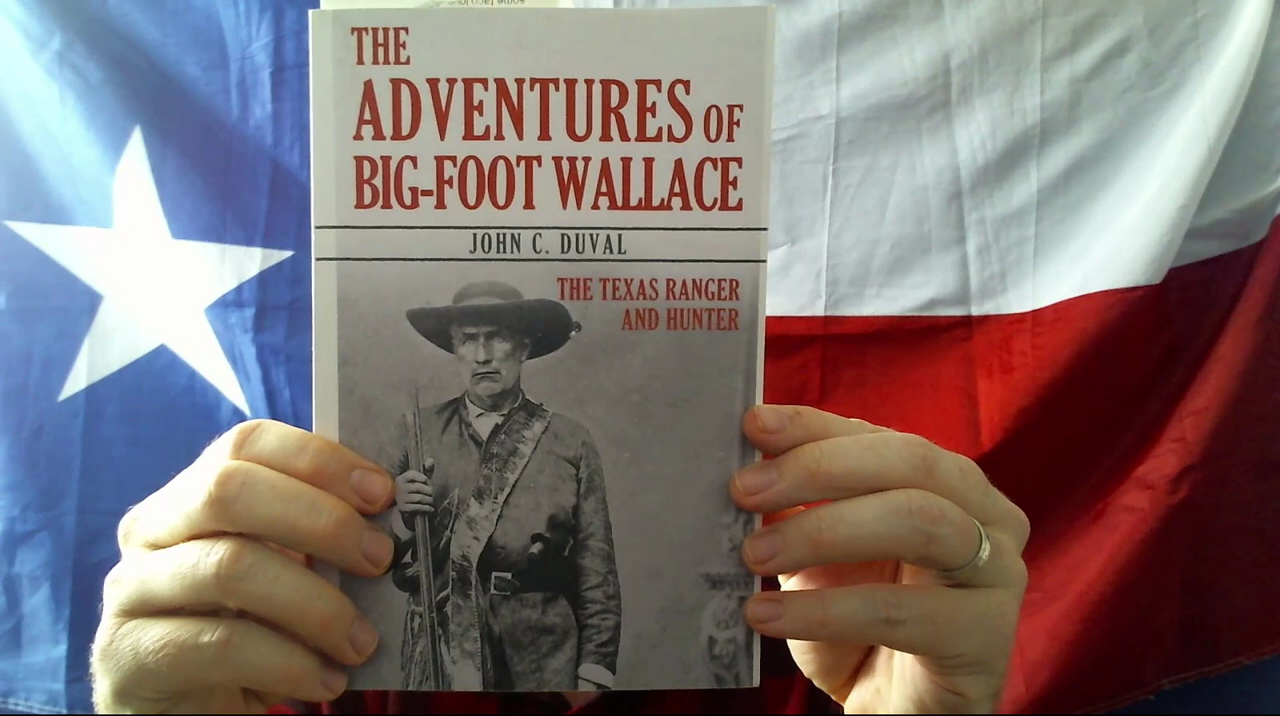 THE
ADVENTURES OF
BIG-FOOT WALLACE
JOHN C. DUVAL
THE TEXAS RANGER
AND HUNTER